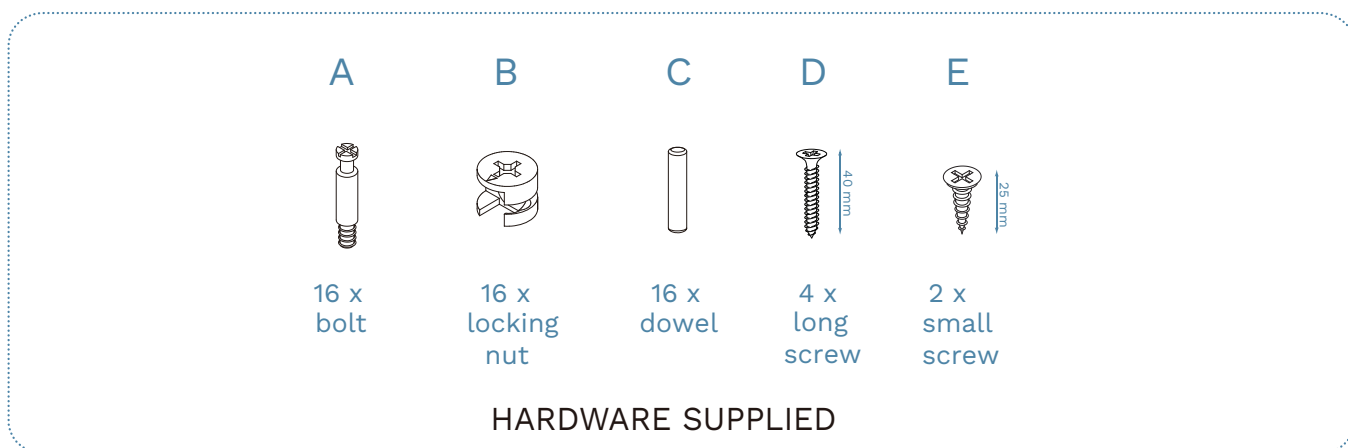 A B C D E
40 mm
25 mm
16 x 16 x 16 x 4 x 2 x
bolt locking dowel long small
nut screw screw
HARDWARE SUPPLIED